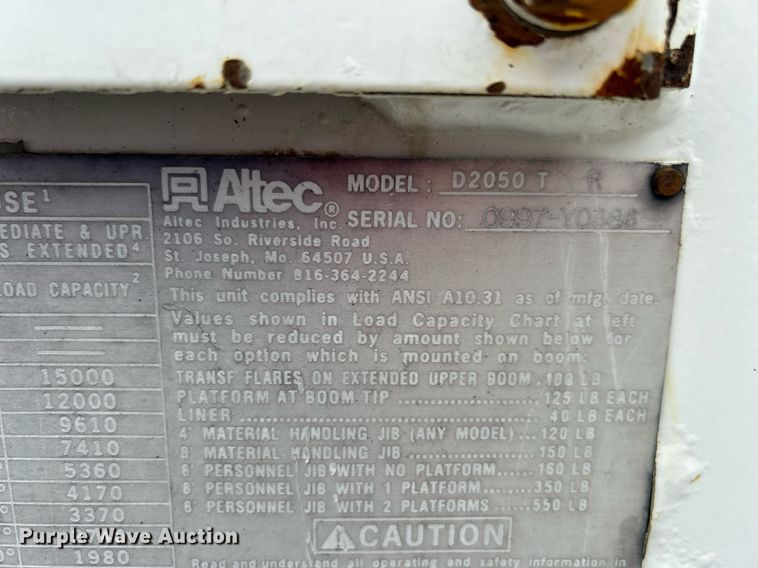 OSE¹
EDIATE & UPR
S EXTENDED⁴
LOAD CAPACITY²
15000
12000
9610
7410
5360
4170
3370
1980
Altec®
MODEL: D2050 T R
Altec Industries, Inc.
SERIAL NO: 0997-Y0386
2106 So. Riverside Road
St. Joseph, Mo. 64507 U.S.A.
Phone Number 816-364-2244
This unit complies with ANSI A10.31 as of mfg. date.
Values shown in Load Capacity Chart at left
must be reduced by amount shown below for
each option which is mounted on boom:
TRANSF FLARES ON EXTENDED UPPER BOOM . 180 LB
PLATFORM AT BOOM TIP .................... 125 LB EACH
LINER ........................................... 40 LB EACH
4' MATERIAL HANDLING JIB (ANY MODEL) ... 120 LB
8' MATERIAL HANDLING JIB ................... 150 LB
8' PERSONNEL JIB WITH NO PLATFORM ...... 160 LB
8' PERSONNEL JIB WITH 1 PLATFORM ....... 350 LB
8' PERSONNEL JIB WITH 2 PLATFORMS ...... 550 LB
CAUTION
Read and understand all operating and safety information in
Purple Wave Auction